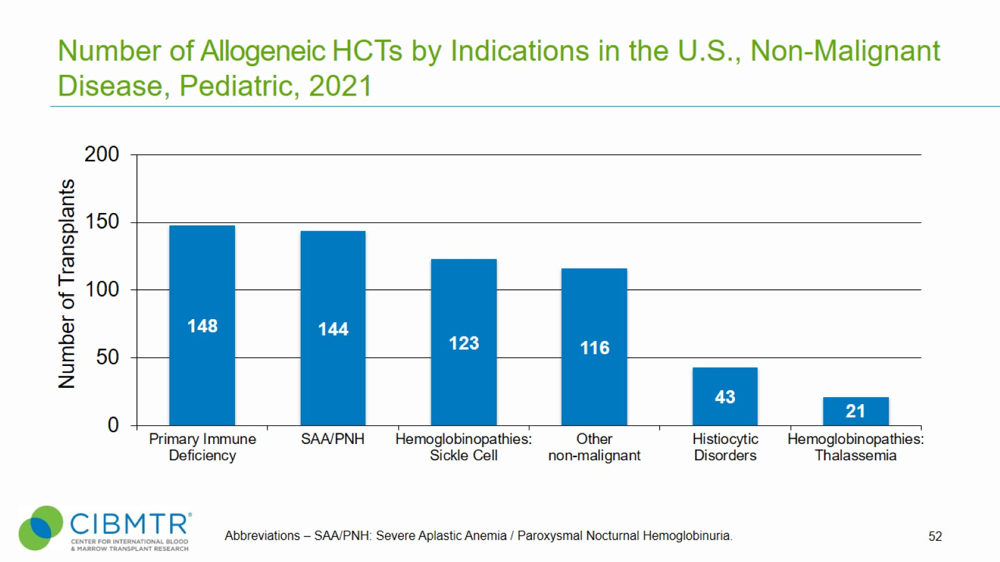 Number of Allogeneic HCTs by Indications in the U.S., Non-Malignant
Disease, Pediatric, 2021
Number of Transplants
200
150
100
50
0
148
144
123
116
43
21
Primary Immune
Deficiency
SAA/PNH
Hemoglobinopathies:
Sickle Cell
Other
non-malignant
Histiocytic
Disorders
Hemoglobinopathies:
Thalassemia
CIBMTR®
CENTER FOR INTERNATIONAL BLOOD
& MARROW TRANSPLANT RESEARCH
Abbreviations – SAA/PNH: Severe Aplastic Anemia / Paroxysmal Nocturnal Hemoglobinuria.
52